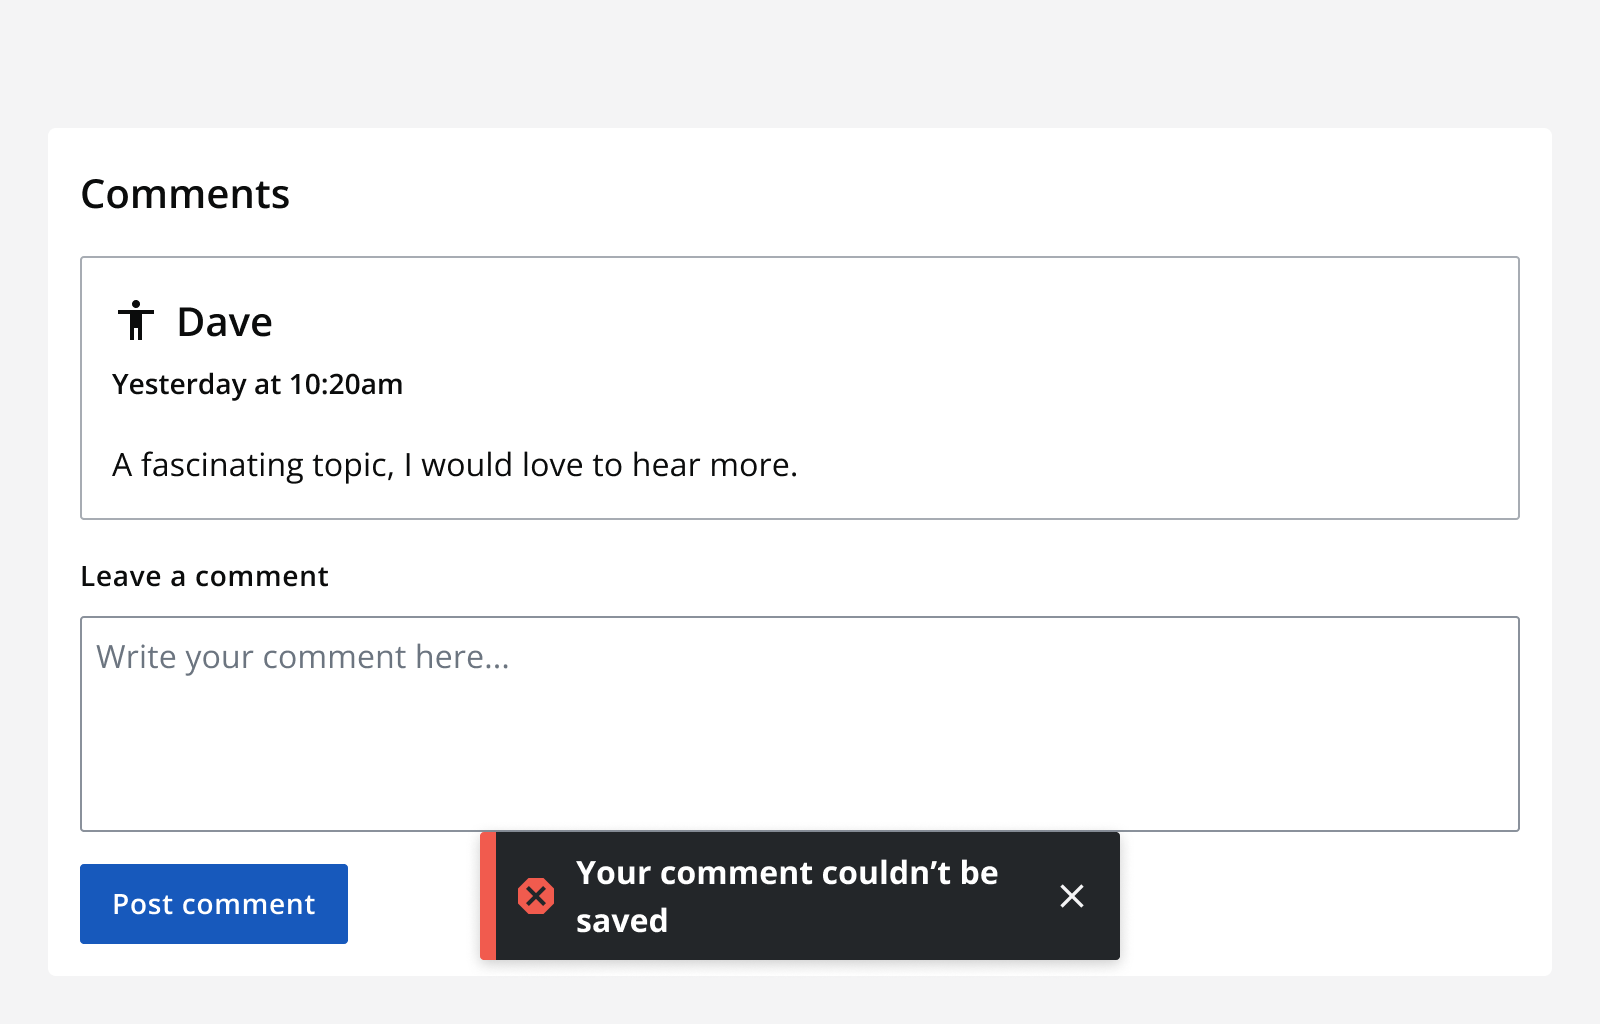 Comments
Dave
Yesterday at 10:20am
A fascinating topic, I would love to hear more.
Leave a comment
Write your comment here...
Post comment
Your comment couldn’t be
saved